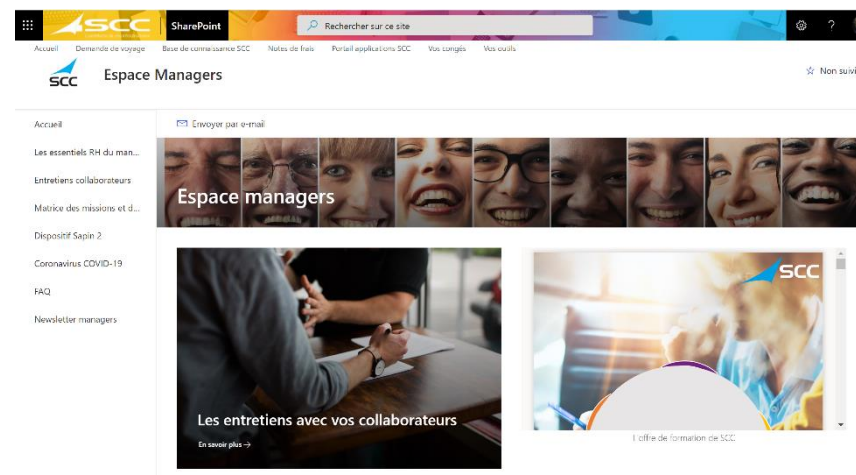 SCC SharePoint Rechercher sur ce site ?
Accueil Demande de voyage Base de connaissance SCC Notes de frais Portail applications SCC Vos congés Vos outils
SCC Espace Managers Non suivi
Accueil
Les essentiels RH du man...
Entretiens collaborateurs
Matrice des missions et d...
Dispositif Sapin 2
Coronavirus COVID-19
FAQ
Newsletter managers
Envoyer par e-mail
Espace managers
Les entretiens avec vos collaborateurs
En savoir plus →
SCC
L'offre de formation de SCC